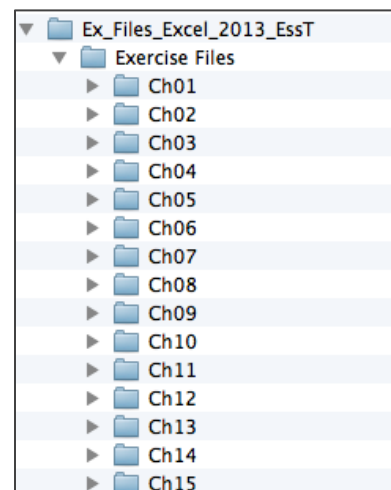 Ex_Files_Excel_2013_EssT
Exercise Files
Ch01
Ch02
Ch03
Ch04
Ch05
Ch06
Ch07
Ch08
Ch09
Ch10
Ch11
Ch12
Ch13
Ch14
Ch15